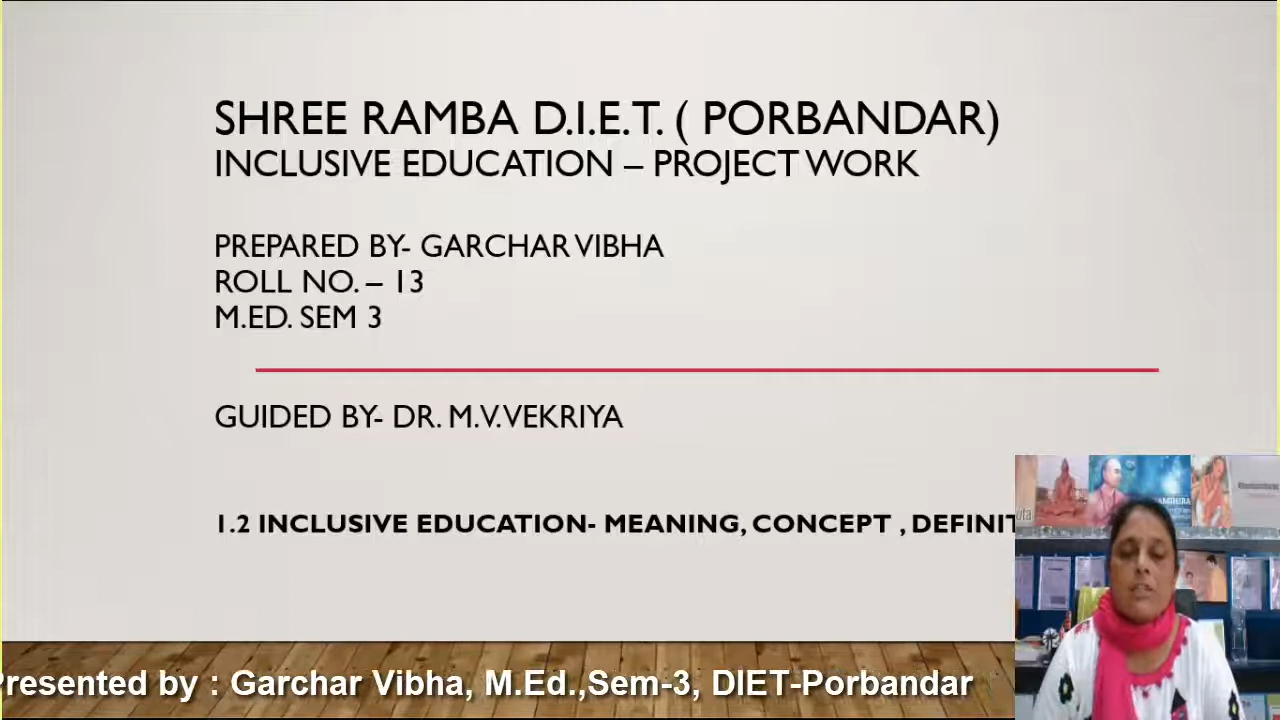 SHREE RAMBA D.I.E.T. ( PORBANDAR)
INCLUSIVE EDUCATION – PROJECT WORK
PREPARED BY- GARCHAR VIBHA
ROLL NO. – 13
M.ED. SEM 3
GUIDED BY- DR. M.V.VEKRIYA
1.2 INCLUSIVE EDUCATION- MEANING, CONCEPT , DEFINIT
Presented by : Garchar Vibha, M.Ed.,Sem-3, DIET-Porbandar